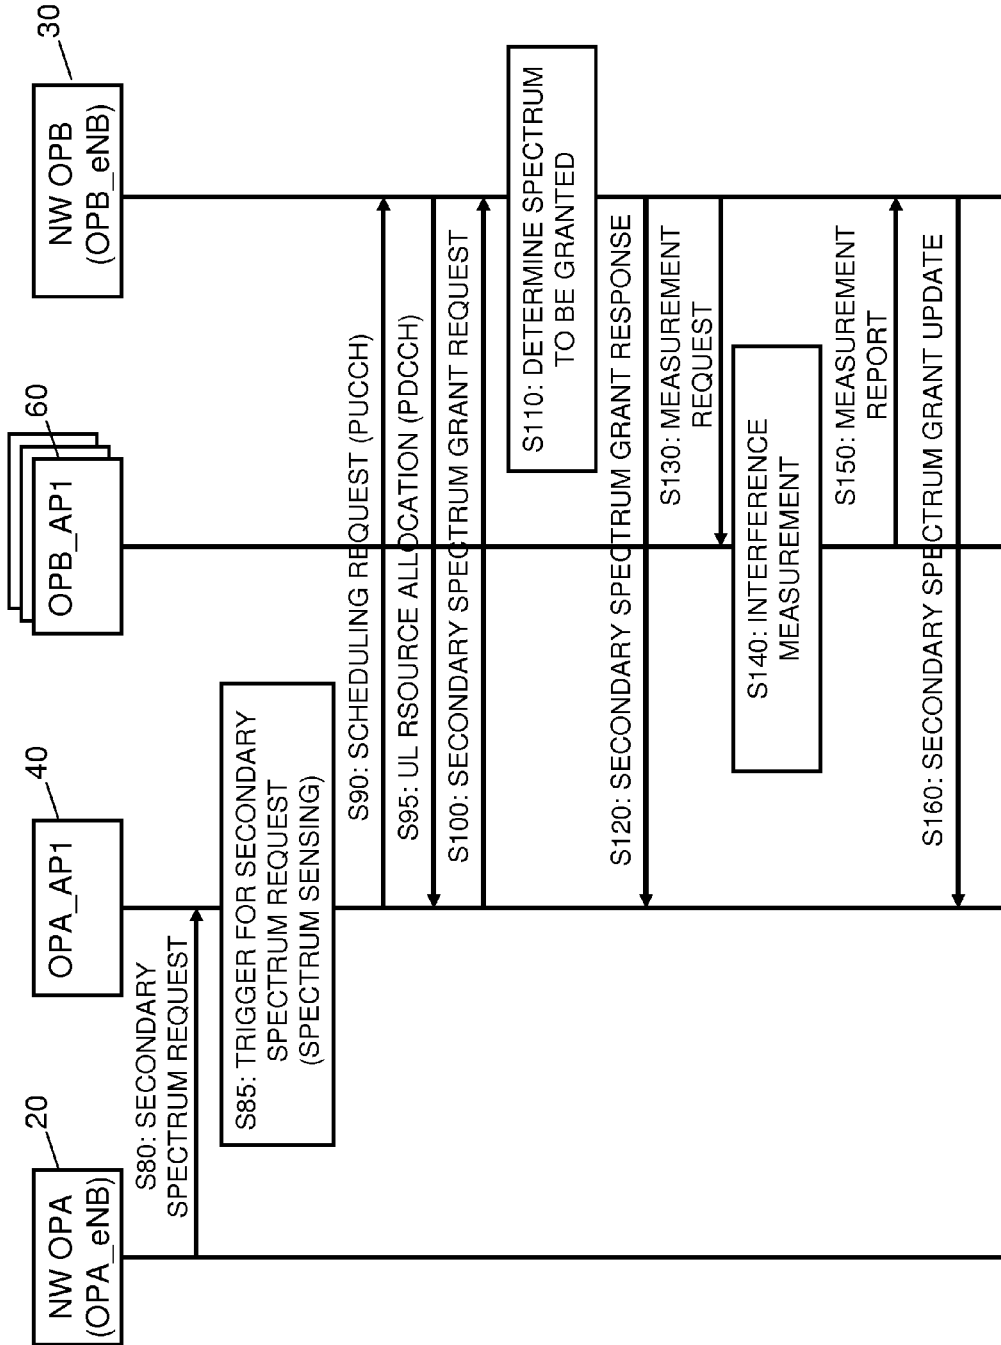 20
NW OPA
(OPA_eNB)
40
OPA_AP1
60
OPB_AP1
30
NW OPB
(OPB_eNB)
S80: SECONDARY
SPECTRUM REQUEST
S85: TRIGGER FOR SECONDARY
SPECTRUM REQUEST
(SPECTRUM SENSING)
S90: SCHEDULING REQUEST (PUCCH)
S95: UL RSOURCE ALLOCATION (PDCCH)
S100: SECONDARY SPECTRUM GRANT REQUEST
S110: DETERMINE SPECTRUM
TO BE GRANTED
S120: SECONDARY SPECTRUM GRANT RESPONSE
S130: MEASUREMENT
REQUEST
S140: INTERFERENCE
MEASUREMENT
S150: MEASUREMENT
REPORT
S160: SECONDARY SPECTRUM GRANT UPDATE